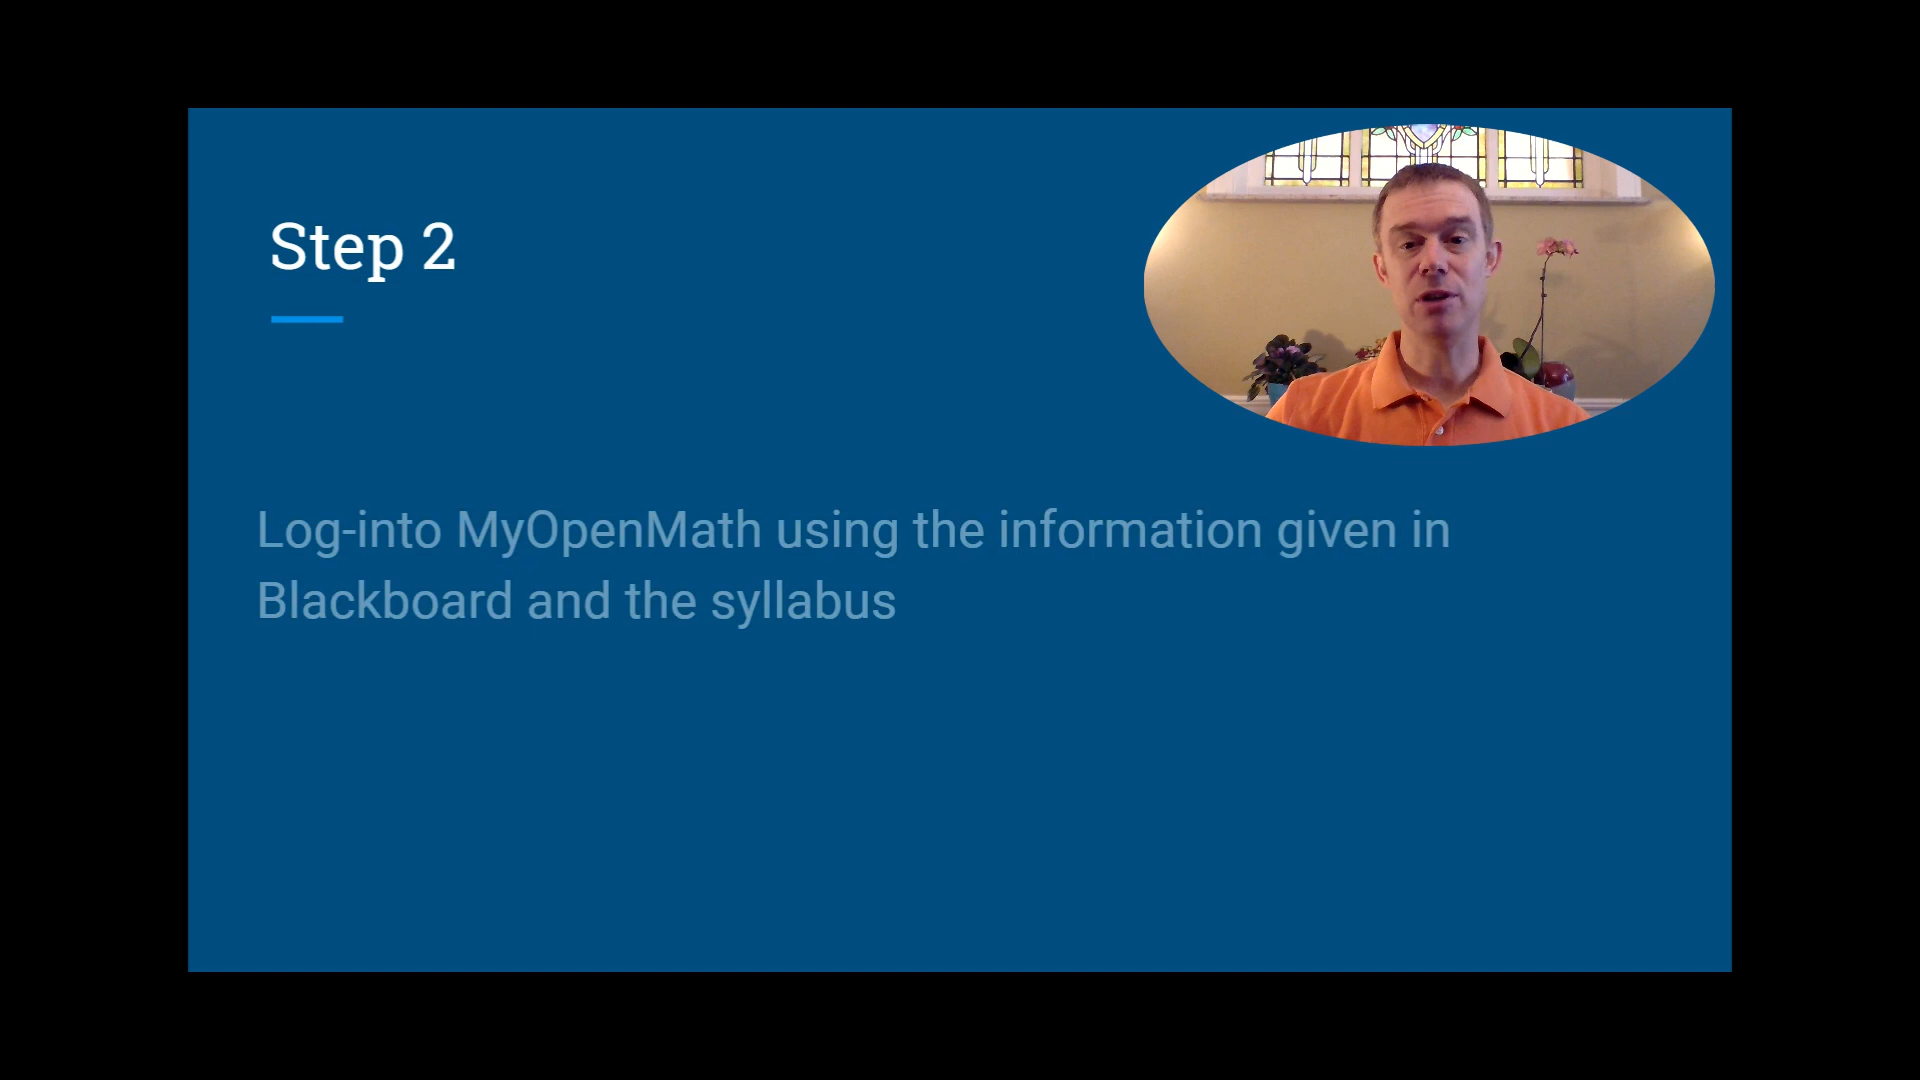 Step 2
Log-into MyOpenMath using the information given in
Blackboard and the syllabus